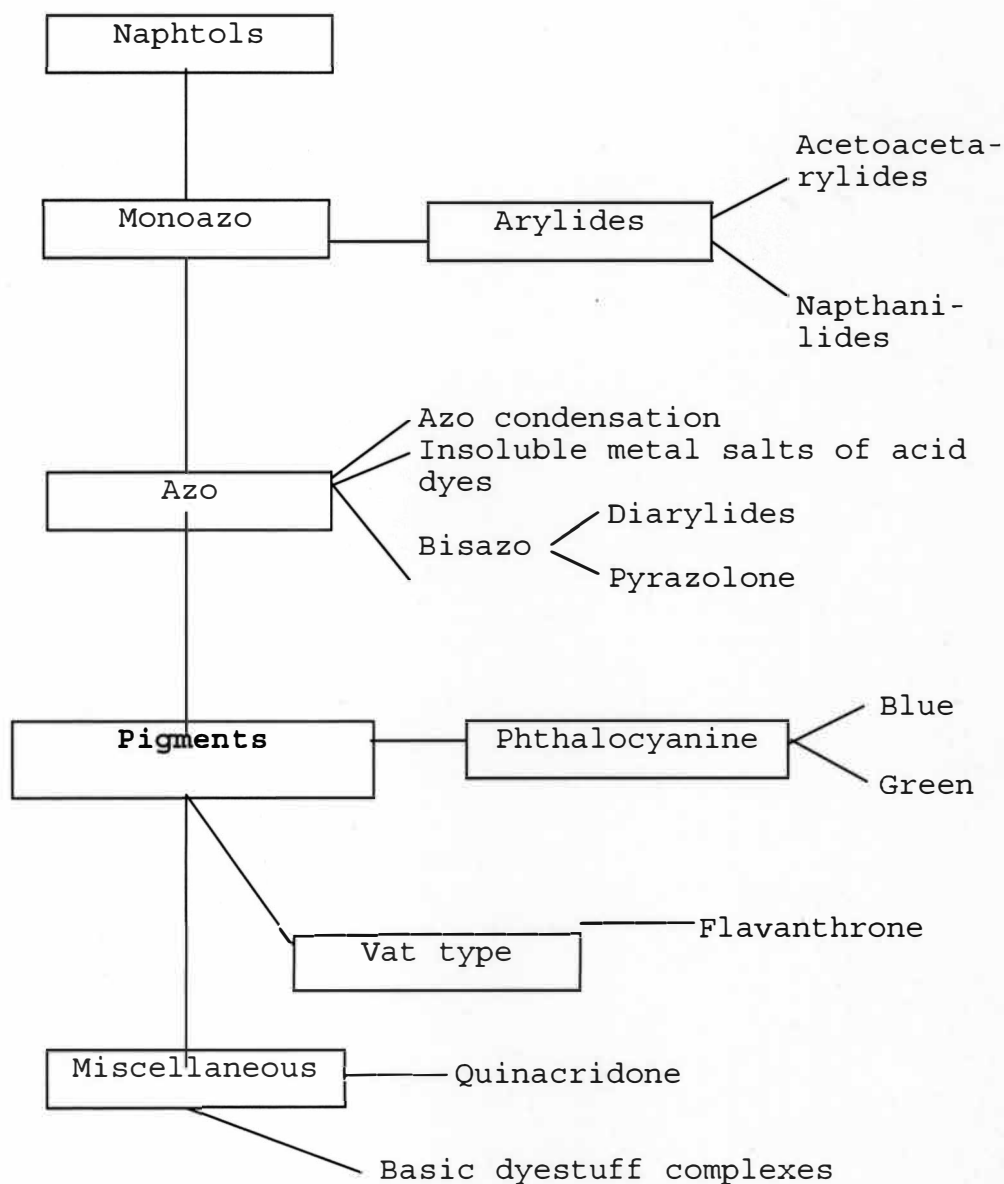 Naphtols
Acetoaceta-
rylides
Monoazo
Arylides
Napthani-
lides
Azo condensation
Insoluble metal salts of acid
dyes
Azo
Diarylides
Bisazo
Pyrazolone
Blue
Pigments
Phthalocyanine
Green
Flavanthrone
Vat type
Miscellaneous
Quinacridone
Basic dyestuff complexes